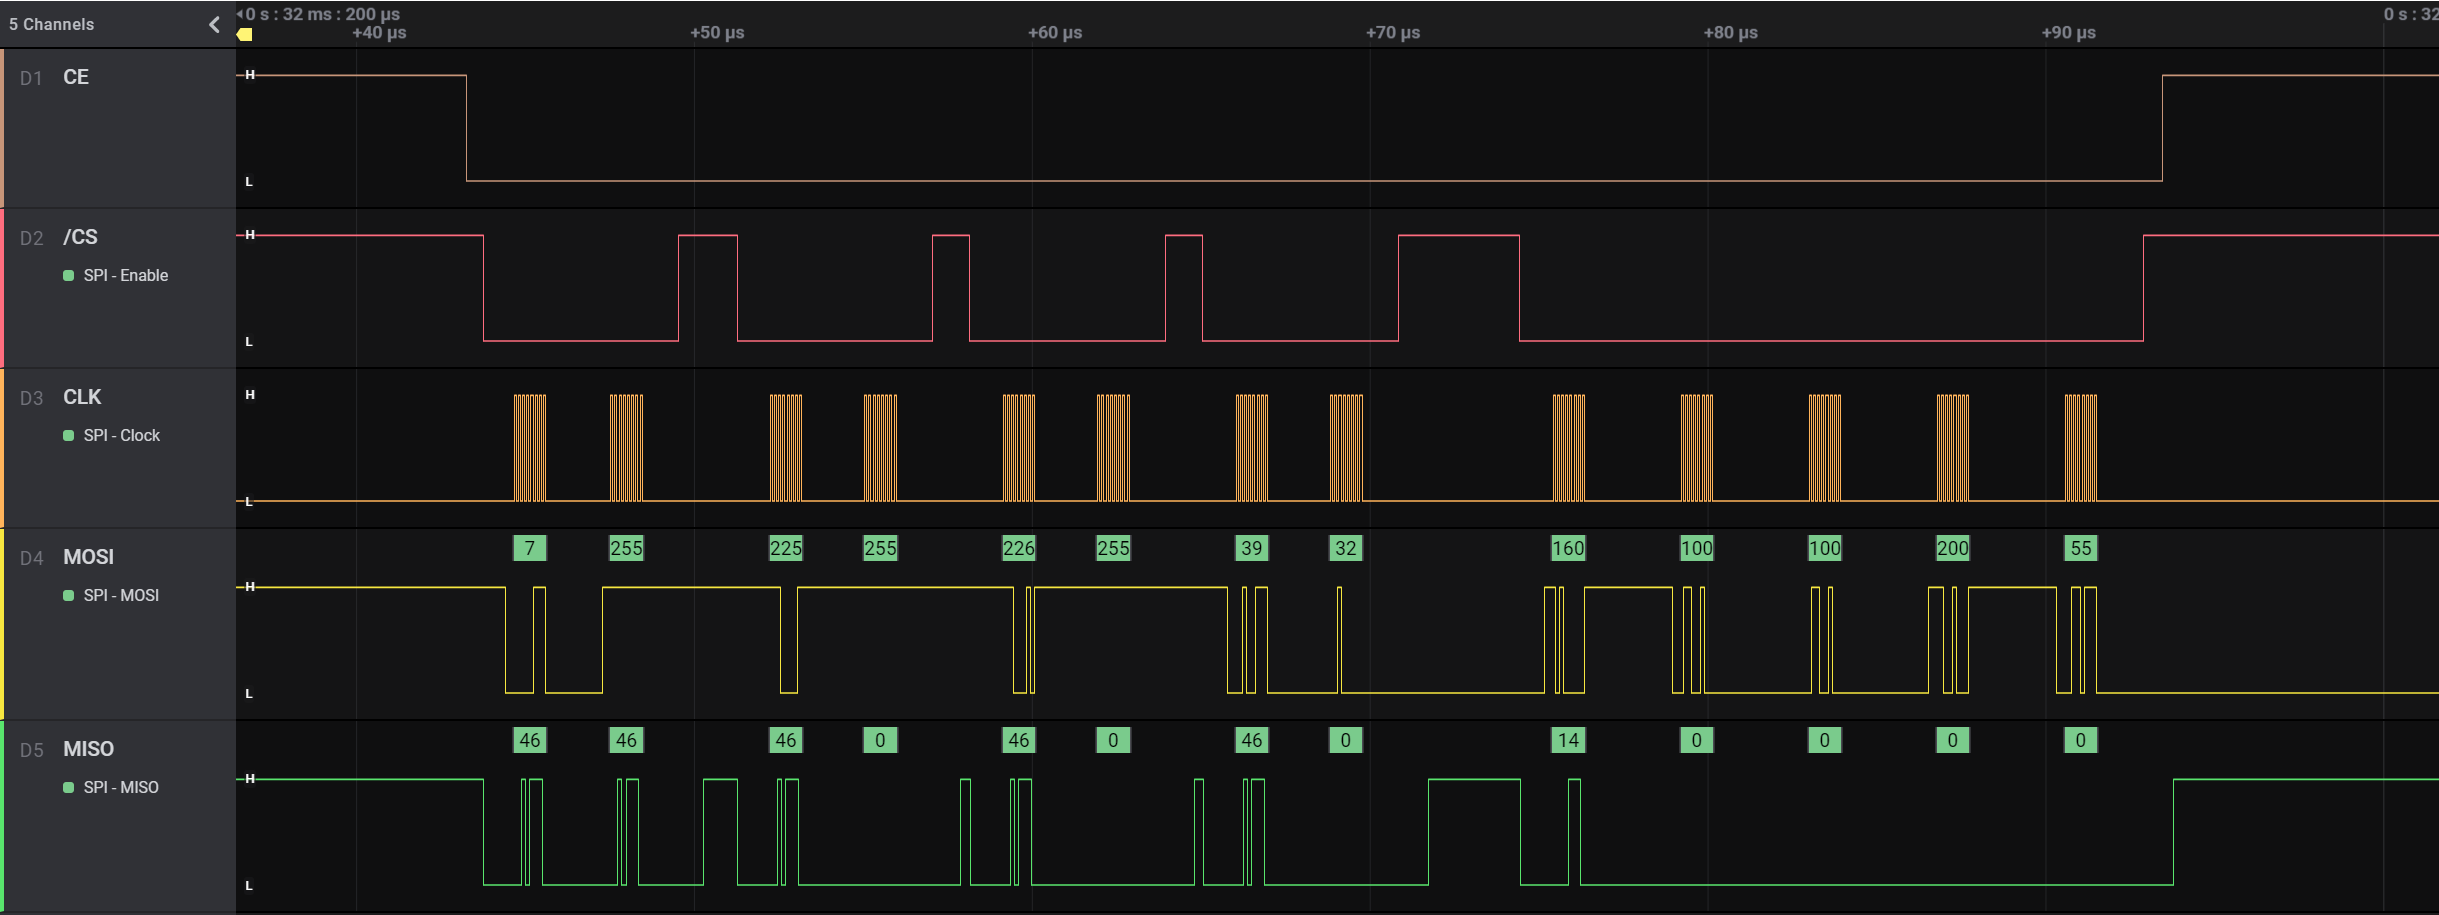 5 Channels
0 s : 32 ms : 200 µs
0 s : 32
+40 µs +50 µs +60 µs +70 µs +80 µs +90 µs
D1 CE
H
L
D2 /CS
SPI - Enable
H
L
D3 CLK
SPI - Clock
H
L
D4 MOSI
SPI - MOSI
7 255 225 255 226 255 39 32 160 100 100 200 55
H
L
D5 MISO
SPI - MISO
46 46 46 0 46 0 46 0 14 0 0 0 0
H
L